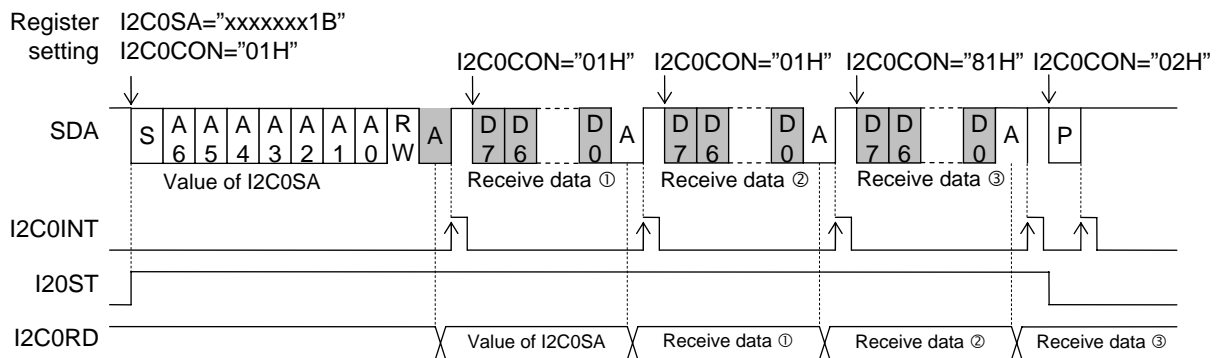 Register I2C0SA="xxxxxxx1B"
setting I2C0CON="01H"
I2C0CON="01H" I2C0CON="01H" I2C0CON="81H" I2C0CON="02H"
SDA S A6 A5 A4 A3 A2 A1 A0 RW A D7 D6 D0 A D7 D6 D0 A D7 D6 D0 A P
Value of I2C0SA Receive data ① Receive data ② Receive data ③
I2C0INT
I20ST
I2C0RD Value of I2C0SA Receive data ① Receive data ② Receive data ③